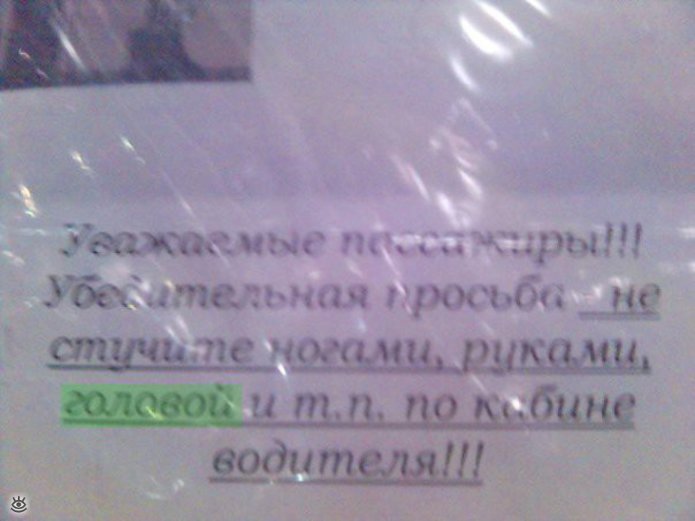 Уважаемые пассажиры!!!
Убедительная просьба - не
стучите ногами, руками,
головой и т.п. по кабине
водителя!!!